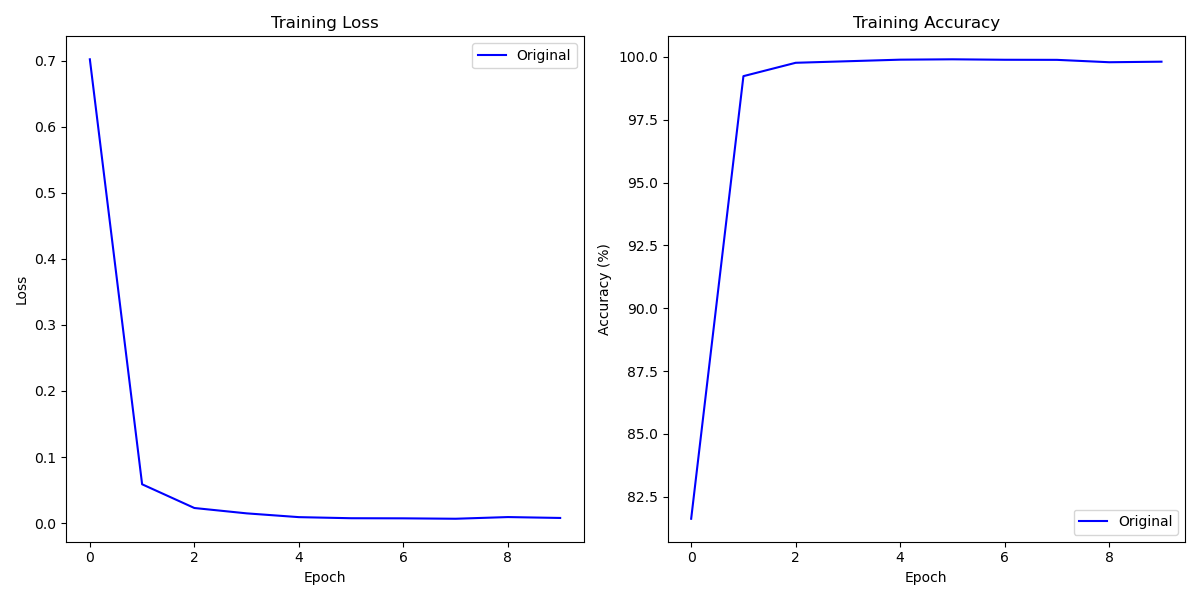 Training Loss
Original
0.7
0.6
0.5
0.4
0.3
0.2
0.1
0.0
Loss
0 2 4 6 8
Epoch
Training Accuracy
100.0
97.5
95.0
92.5
90.0
87.5
85.0
82.5
Accuracy (%)
Original
0 2 4 6 8
Epoch